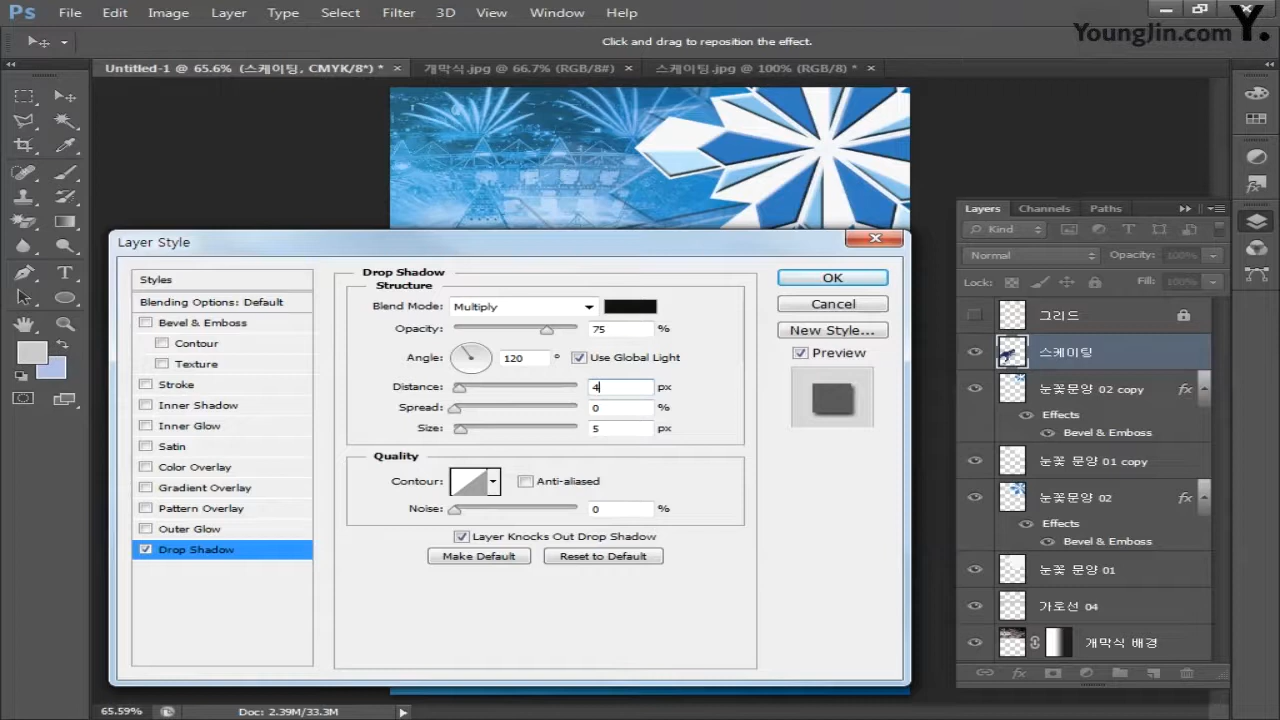 Ps File Edit Image Layer Type Select Filter 3D View Window Help
YoungJin.com Y.
Click and drag to reposition the effect.
Untitled-1 @ 65.6% (스케이팅, CMYK/8*) * × 개막식.jpg @ 66.7% (RGB/8#) × 스케이팅.jpg @ 100% (RGB/8) * ×
Layer Style
Styles
Blending Options: Default
Bevel & Emboss
Contour
Texture
Stroke
Inner Shadow
Inner Glow
Satin
Color Overlay
Gradient Overlay
Pattern Overlay
Outer Glow
Drop Shadow
Drop Shadow
Structure
Blend Mode: Multiply
Opacity: 75 %
Angle: 120 ° Use Global Light
Distance: 4 px
Spread: 0 %
Size: 5 px
Quality
Contour: Anti-aliased
Noise: 0 %
Layer Knocks Out Drop Shadow
Make Default Reset to Default
OK
Cancel
New Style...
Preview
Layers Channels Paths
Kind
Normal Opacity: 100%
Lock: Fill: 100%
그리드
스케이팅
눈꽃문양 02 copy fx
Effects
Bevel & Emboss
눈꽃 문양 01 copy
눈꽃문양 02 fx
Effects
Bevel & Emboss
눈꽃 문양 01
가로선 04
개막식 배경
fx
65.59% Doc: 2.39M/33.3M